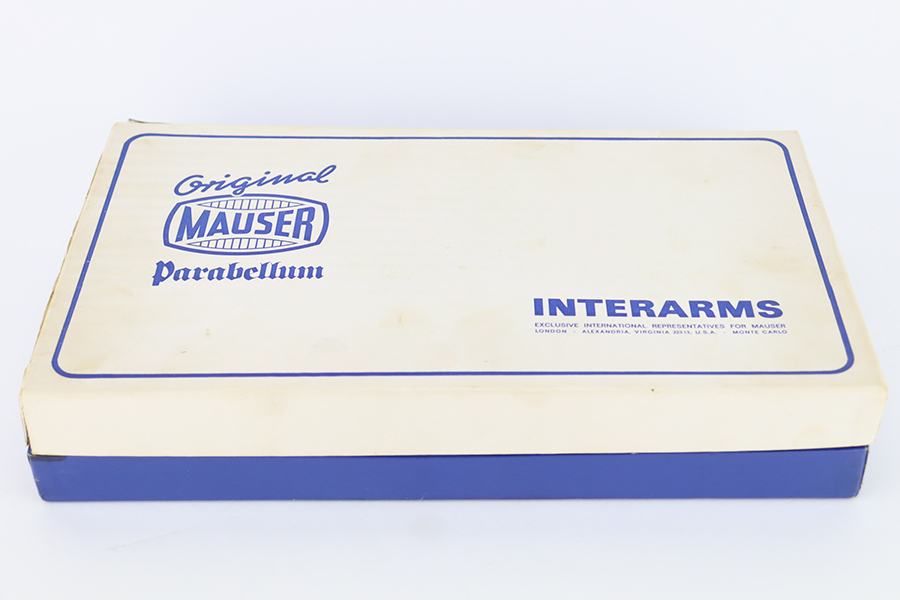 Original
MAUSER
Parabellum
INTERARMS
EXCLUSIVE INTERNATIONAL REPRESENTATIVES FOR MAUSER
LONDON · ALEXANDRIA, VIRGINIA 22313, U.S.A. · MONTE CARLO